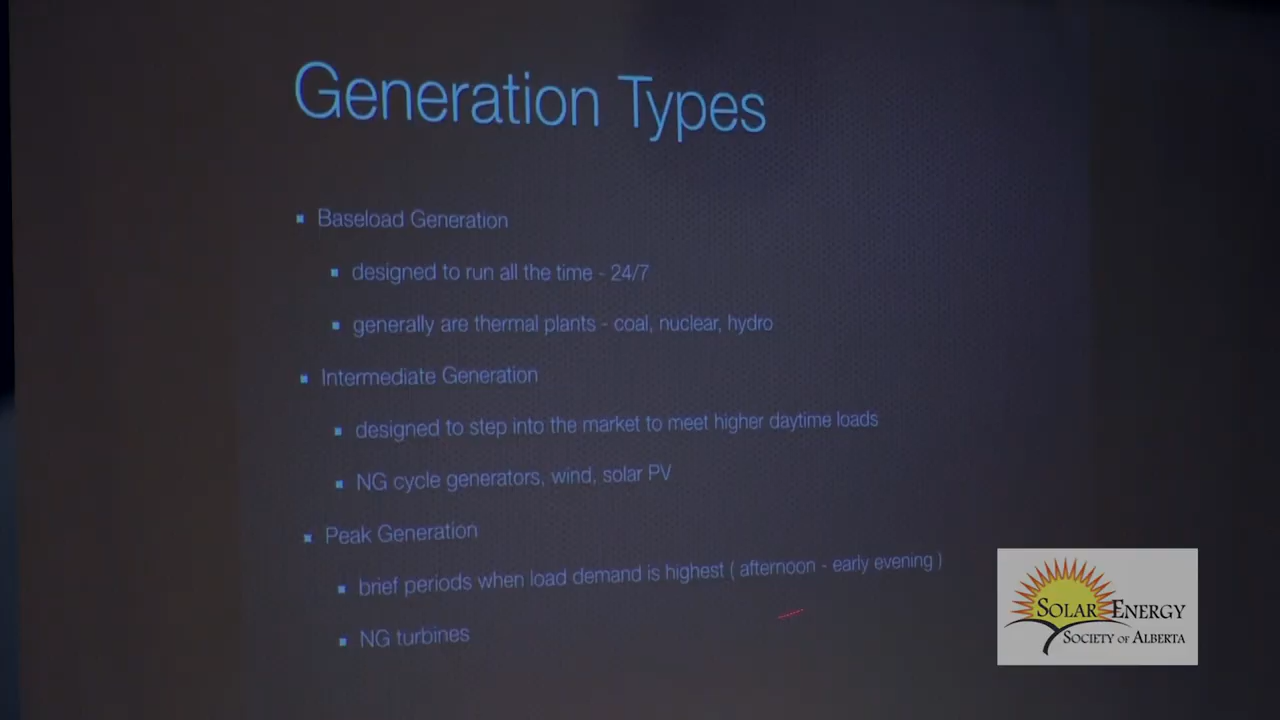 Generation Types
Baseload Generation
designed to run all the time - 24/7
generally are thermal plants - coal, nuclear, hydro
Intermediate Generation
designed to step into the market to meet higher daytime loads
NG cycle generators, wind, solar PV
Peak Generation
brief periods when load demand is highest ( afternoon - early evening )
NG turbines
SOLAR ENERGY
SOCIETY OF ALBERTA